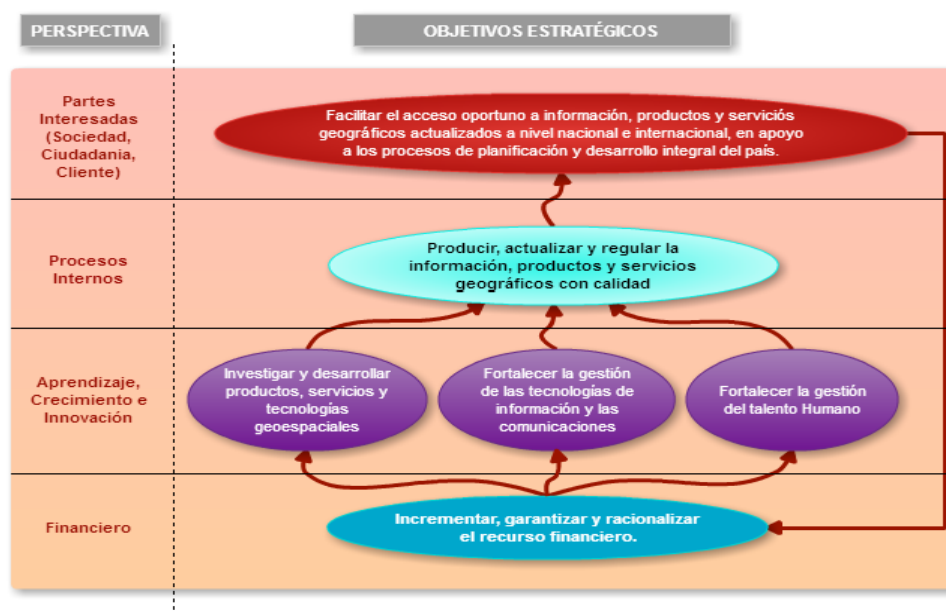 PERSPECTIVA
OBJETIVOS ESTRATÉGICOS
Partes
Interesadas
(Sociedad,
Ciudadania,
Cliente)
Facilitar el acceso oportuno a información, productos y serviciós
geográficos actualizados a nivel nacional e internacional, en apoyo
a los procesos de planificación y desarrollo integral del país.
Procesos
Internos
Producir, actualizar y regular la
información, productos y servicios
geográficos con calidad
Aprendizaje,
Crecimiento e
Innovación
Investigar y desarrollar
productos, servicios y
tecnologías
geoespaciales
Fortalecer la gestión
de las tecnologías de
información y las
comunicaciones
Fortalecer la gestión
del talento Humano
Financiero
Incrementar, garantizar y racionalizar
el recurso financiero.